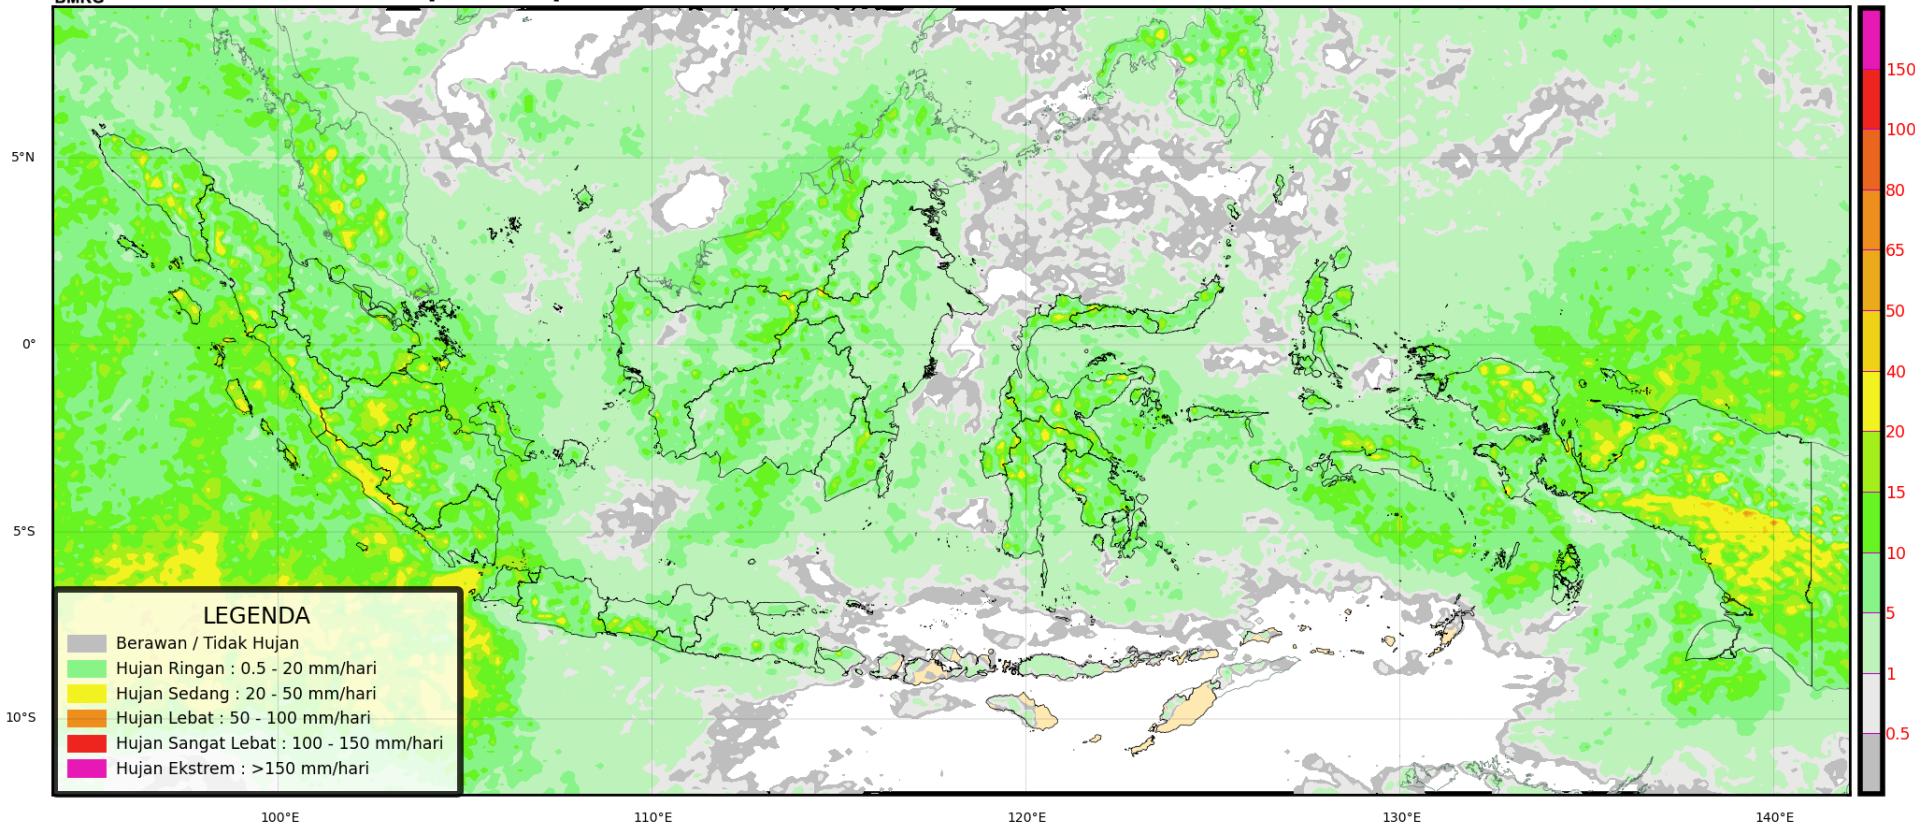 BMKG
150
100
80
65
50
40
20
15
10
5
1
0.5
5°N
0°
5°S
10°S
LEGENDA
Berawan / Tidak Hujan
Hujan Ringan : 0.5 - 20 mm/hari
Hujan Sedang : 20 - 50 mm/hari
Hujan Lebat : 50 - 100 mm/hari
Hujan Sangat Lebat : 100 - 150 mm/hari
Hujan Ekstrem : >150 mm/hari
100°E 110°E 120°E 130°E 140°E